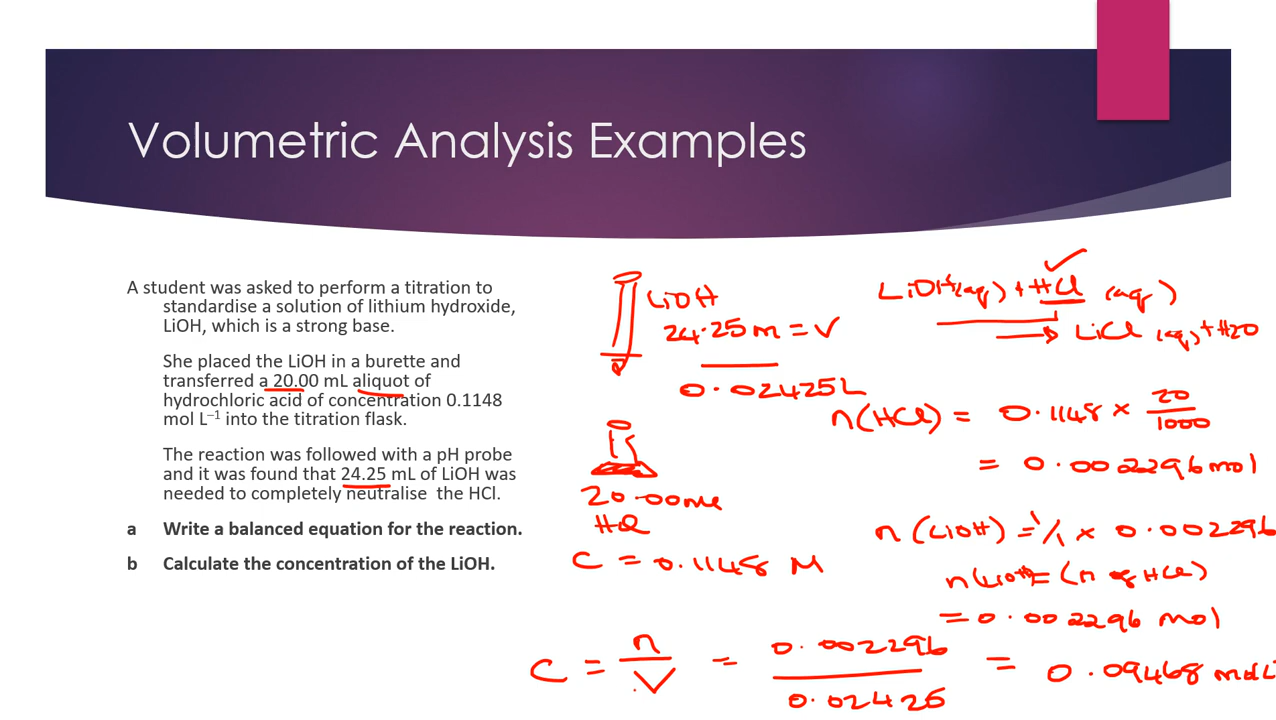 Volumetric Analysis Examples
A student was asked to perform a titration to
standardise a solution of lithium hydroxide,
LiOH, which is a strong base.
She placed the LiOH in a burette and
transferred a 20.00 mL aliquot of
hydrochloric acid of concentration 0.1148
mol L⁻¹ into the titration flask.
The reaction was followed with a pH probe
and it was found that 24.25 mL of LiOH was
needed to completely neutralise the HCl.
a Write a balanced equation for the reaction.
b Calculate the concentration of the LiOH.
LiOH
24.25 m = V
0.02425L
20.00mL
HCl
C = 0.1148 M
LiOH(aq) + HCl (aq)
→ LiCl (aq) + H2O
n(HCl) = 0.1148 × 20/1000
= 0.002296 mol
n(LiOH) = 1/1 × 0.002296
n(LiOH) = (n of HCl)
= 0.002296 mol
C = n/V = 0.002296/0.02425 = 0.09468 mol